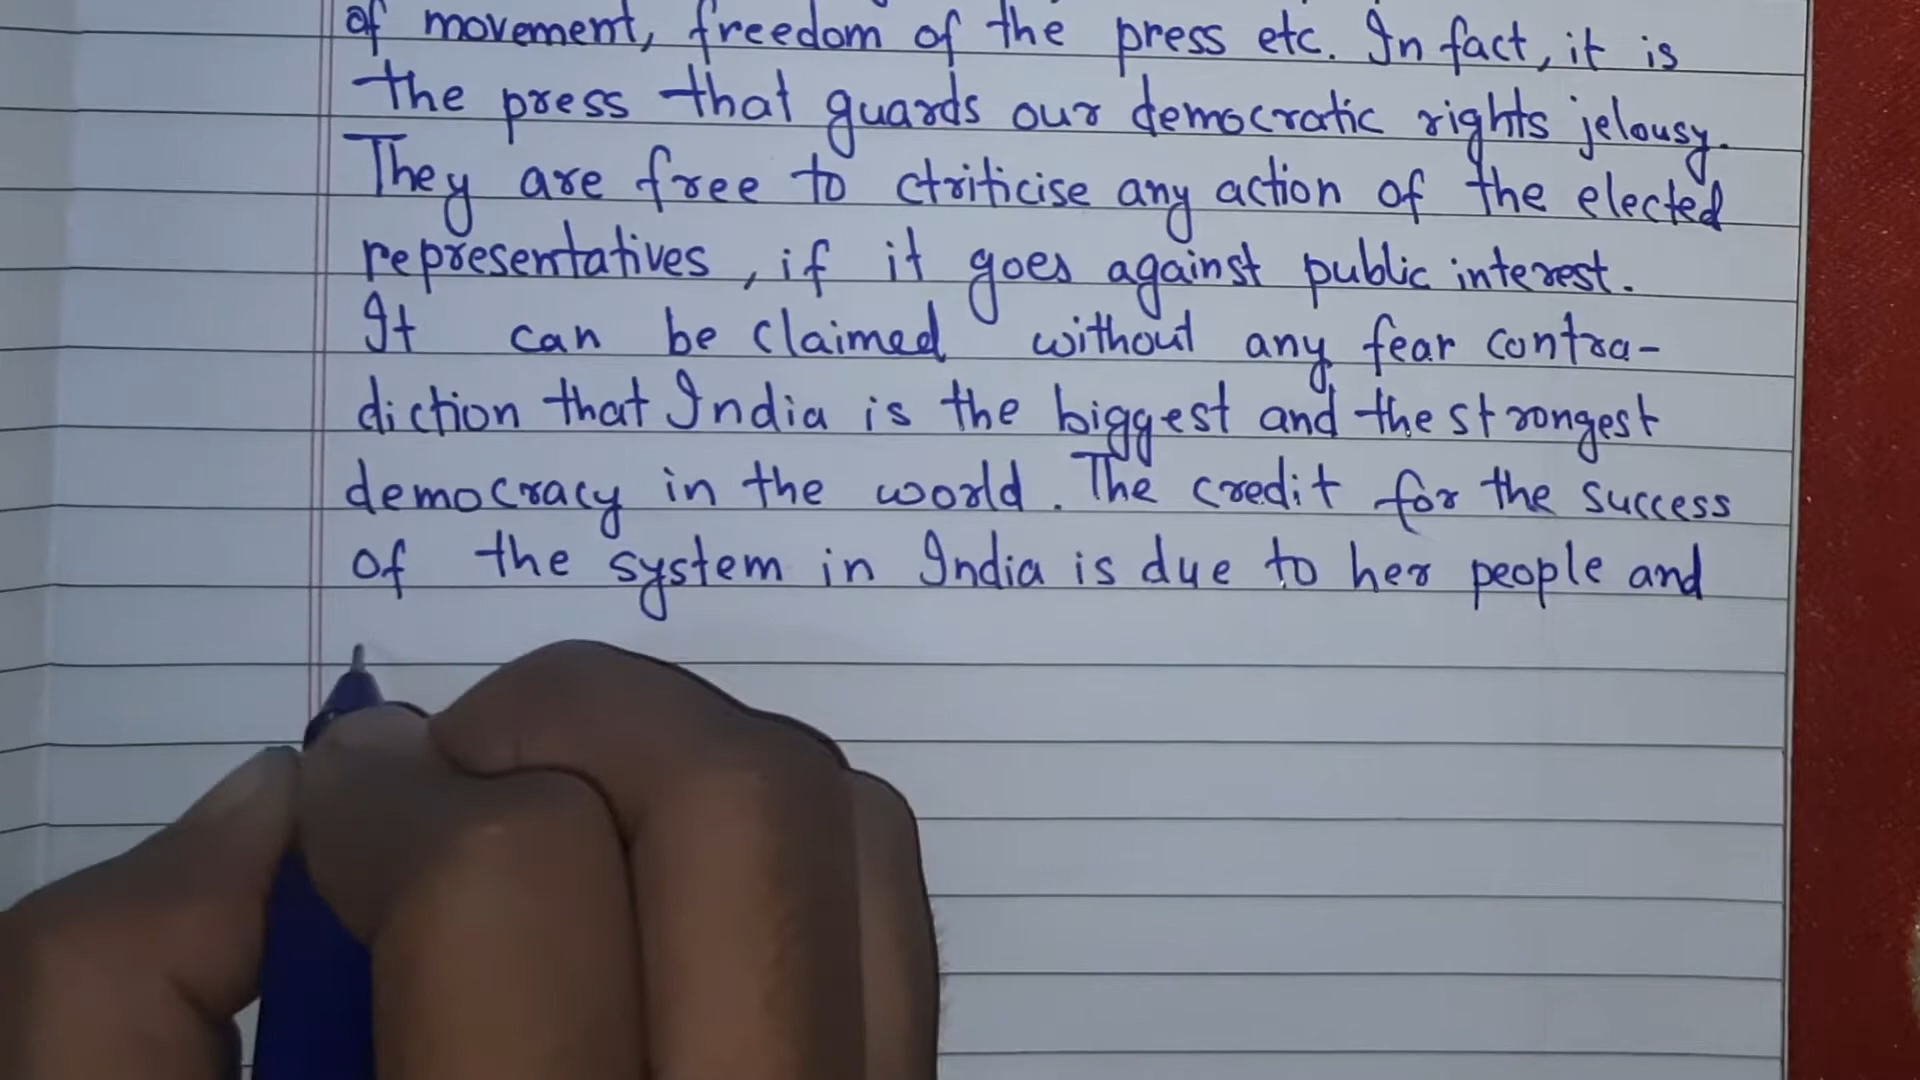 of movement, freedom of the press etc. In fact, it is
the press that guards our democratic rights jelousy.
They are free to ctriticise any action of the elected
representatives, if it goes against public interest.
It can be claimed without any fear contra-
diction that India is the biggest and the strongest
democracy in the world. The credit for the success
of the system in India is due to her people and